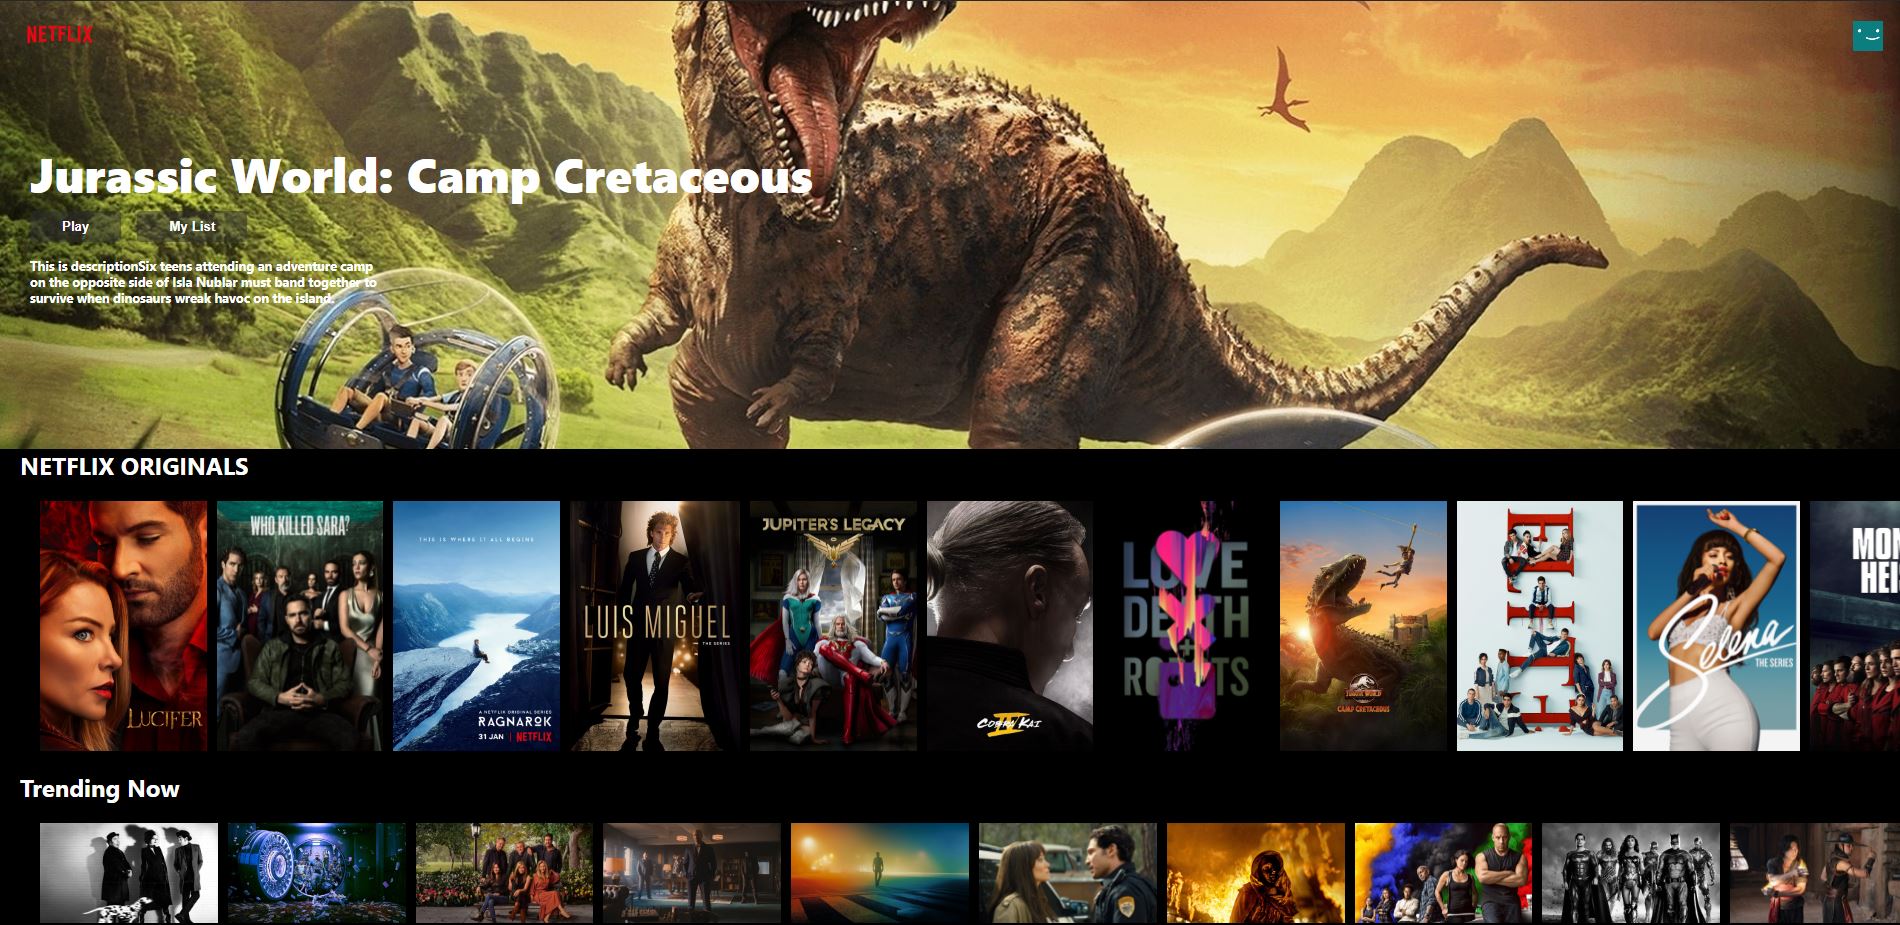 NETFLIX
Jurassic World: Camp Cretaceous
Play
My List
This is descriptionSix teens attending an adventure camp
on the opposite side of Isla Nublar must band together to
survive when dinosaurs wreak havoc on the island.
NETFLIX ORIGINALS
LUCIFER
WHO KILLED SARA?
THIS IS WHERE IT ALL BEGINS
A NETFLIX ORIGINAL SERIES
RAGNAROK
31 JAN | NETFLIX
LUIS MIGUEL
THE SERIES
JUPITER'S LEGACY
COBRA KAI
IV
LOVE
DEATH
+
ROBOTS
JURASSIC WORLD
CAMP CRETACEOUS
ELITE
Selena
THE SERIES
MON
HEIS
Trending Now